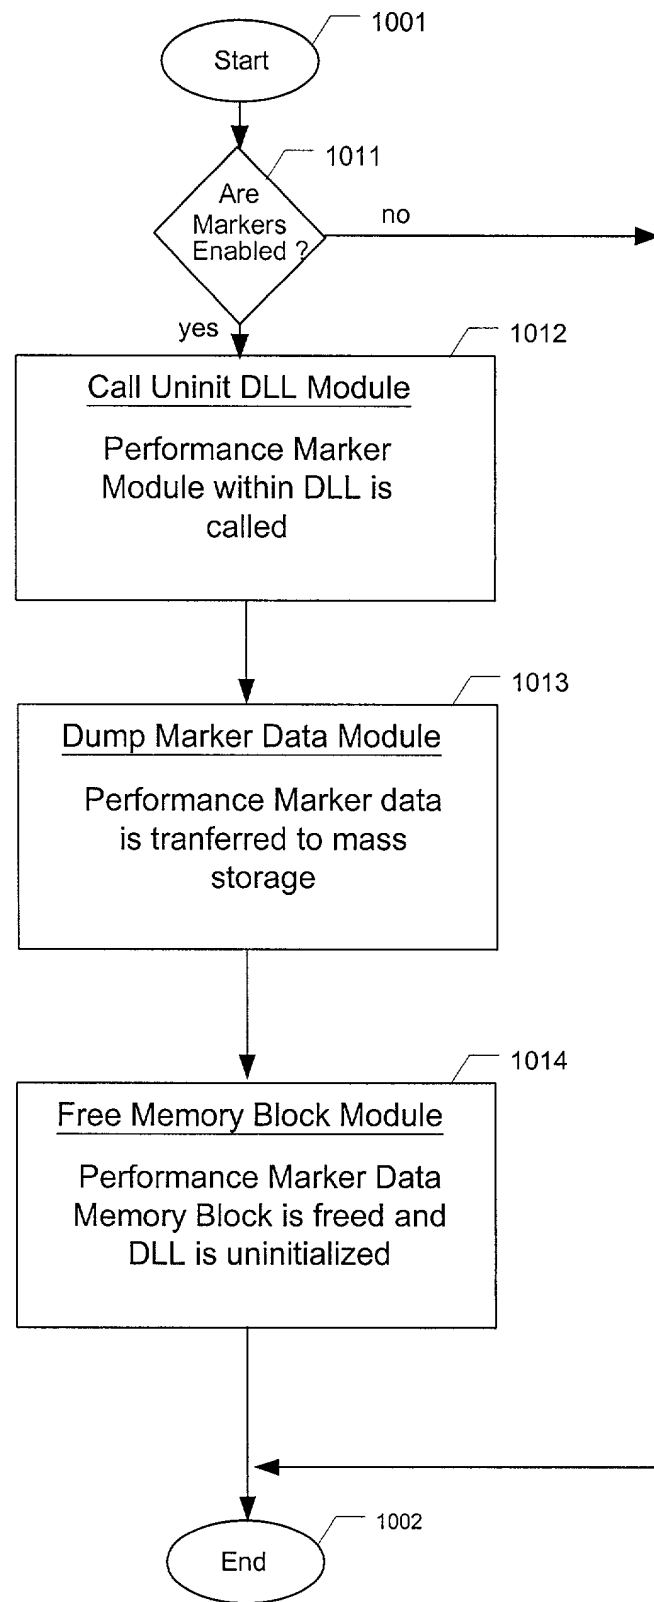 1001
Start
1011
Are
Markers
Enabled ?
no
yes
1012
Call Uninit DLL Module
Performance Marker
Module within DLL is
called
1013
Dump Marker Data Module
Performance Marker data
is tranferred to mass
storage
1014
Free Memory Block Module
Performance Marker Data
Memory Block is freed and
DLL is uninitialized
1002
End